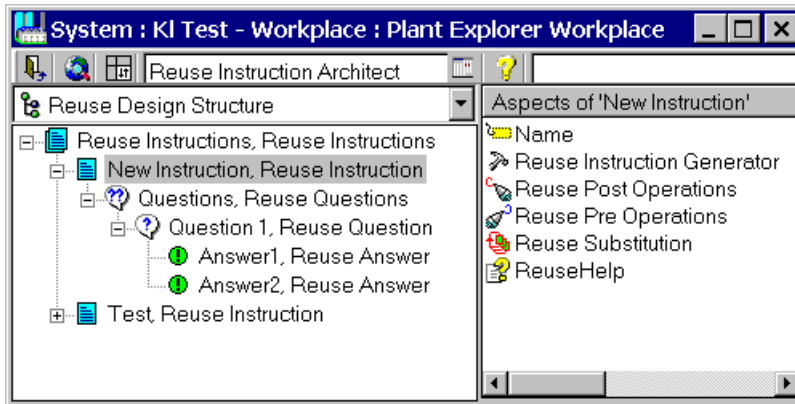 System : Kl Test - Workplace : Plant Explorer Workplace
Reuse Instruction Architect
Reuse Design Structure
Reuse Instructions, Reuse Instructions
New Instruction, Reuse Instruction
Questions, Reuse Questions
Question 1, Reuse Question
Answer1, Reuse Answer
Answer2, Reuse Answer
Test, Reuse Instruction
Aspects of 'New Instruction'
Name
Reuse Instruction Generator
Reuse Post Operations
Reuse Pre Operations
Reuse Substitution
ReuseHelp